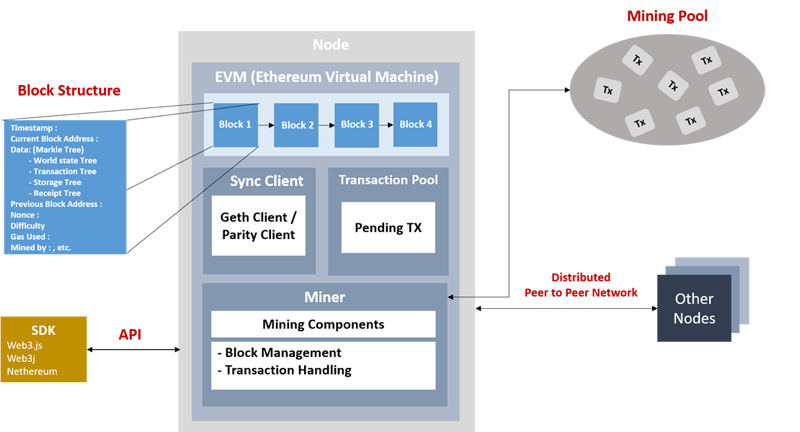 Mining Pool
Tx
Tx
Tx
Tx
Tx
Tx
Tx
Node
EVM (Ethereum Virtual Machine)
Block 1
Block 2
Block 3
Block 4
Block Structure
Timestamp :
Current Block Address :
Data: (Markle Tree)
- World state Tree
- Transaction Tree
- Storage Tree
- Receipt Tree
Previous Block Address :
Nonce :
Difficulty
Gas Used :
Mined by : , etc.
Sync Client
Geth Client /
Parity Client
Transaction Pool
Pending TX
Miner
Mining Components
- Block Management
- Transaction Handling
Distributed
Peer to Peer Network
Other
Nodes
SDK
Web3.js
Web3j
Nethereum
API